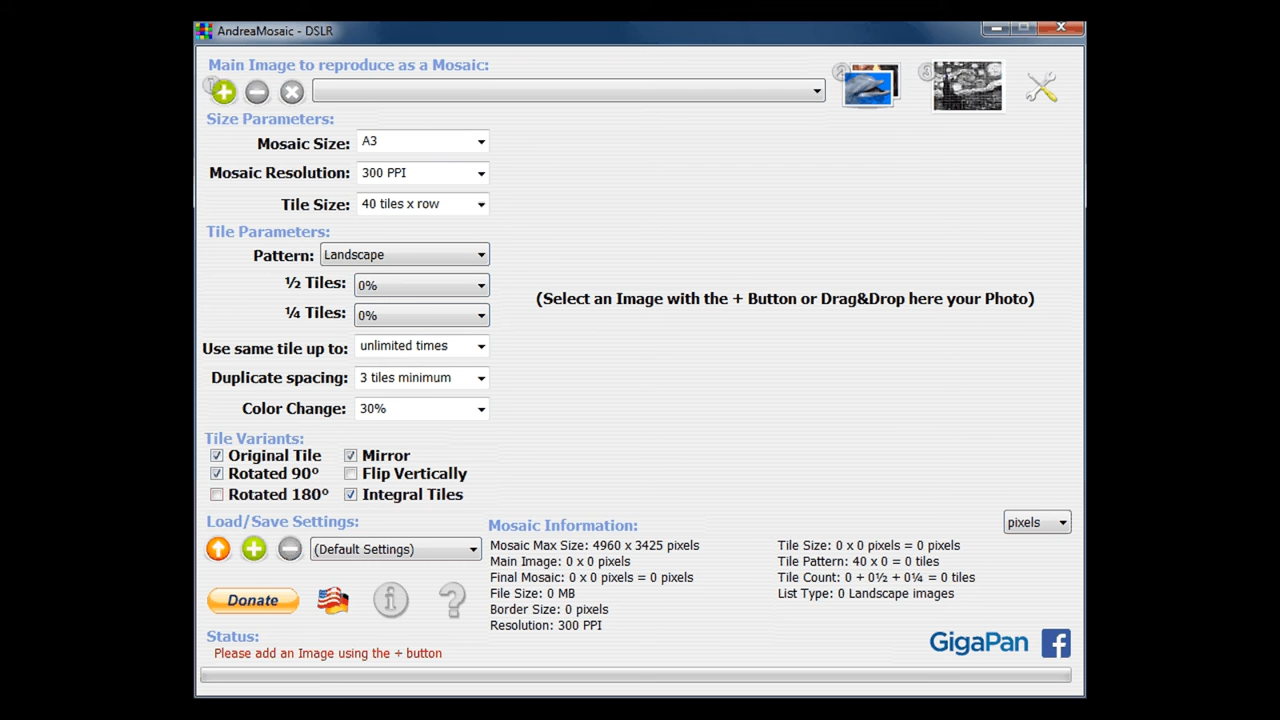 AndreaMosaic - DSLR
Main Image to reproduce as a Mosaic:
1
2
3
Size Parameters:
Mosaic Size: A3
Mosaic Resolution: 300 PPI
Tile Size: 40 tiles x row
Tile Parameters:
Pattern: Landscape
½ Tiles: 0%
¼ Tiles: 0%
Use same tile up to: unlimited times
Duplicate spacing: 3 tiles minimum
Color Change: 30%
(Select an Image with the + Button or Drag&Drop here your Photo)
Tile Variants:
Original Tile Mirror
Rotated 90º Flip Vertically
Rotated 180º Integral Tiles
Load/Save Settings:
(Default Settings)
Donate
Status:
Please add an Image using the + button
Mosaic Information:
pixels
Mosaic Max Size: 4960 x 3425 pixels
Main Image: 0 x 0 pixels
Final Mosaic: 0 x 0 pixels = 0 pixels
File Size: 0 MB
Border Size: 0 pixels
Resolution: 300 PPI
Tile Size: 0 x 0 pixels = 0 pixels
Tile Pattern: 40 x 0 = 0 tiles
Tile Count: 0 + 0½ + 0¼ = 0 tiles
List Type: 0 Landscape images
GigaPan